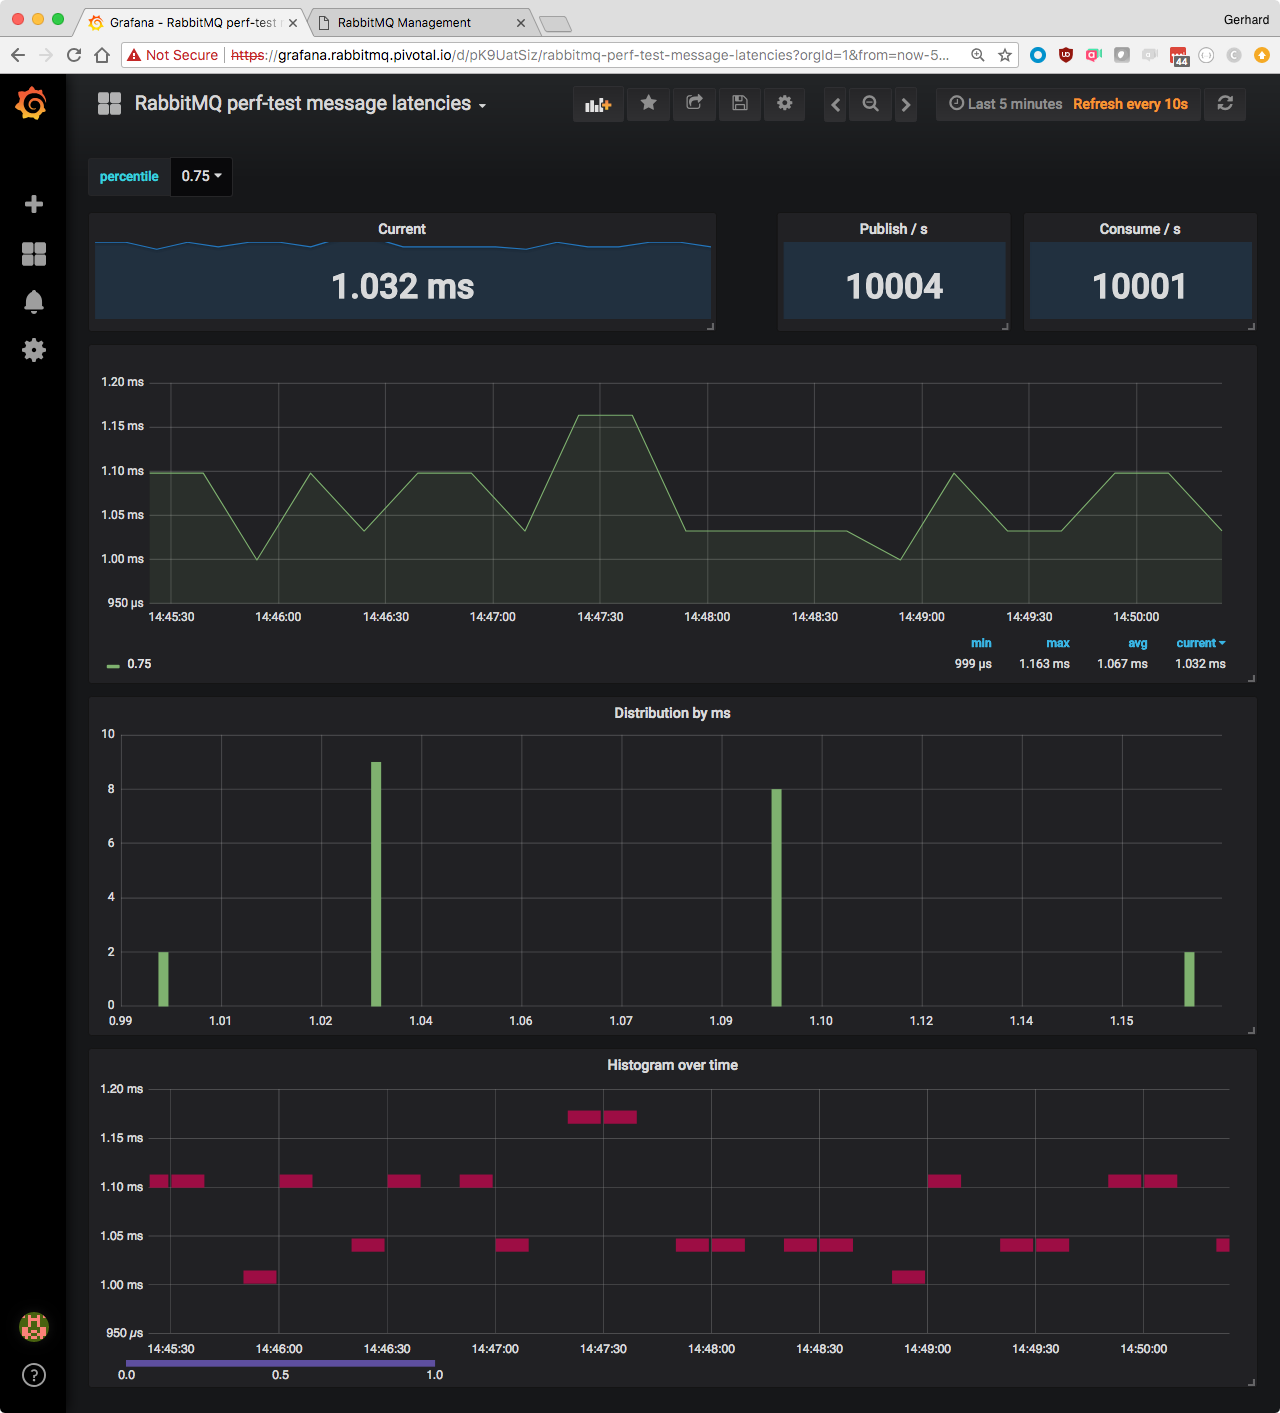 Grafana - RabbitMQ perf-test
RabbitMQ Management
Gerhard
Not Secure
https://grafana.rabbitmq.pivotal.io/d/pK9UatSiz/rabbitmq-perf-test-message-latencies?orgId=1&from=now-5...
44
RabbitMQ perf-test message latencies
Last 5 minutes Refresh every 10s
percentile 0.75
Current
1.032 ms
Publish / s
10004
Consume / s
10001
1.20 ms
1.15 ms
1.10 ms
1.05 ms
1.00 ms
950 µs
14:45:30 14:46:00 14:46:30 14:47:00 14:47:30 14:48:00 14:48:30 14:49:00 14:49:30 14:50:00
min max avg current
0.75 999 µs 1.163 ms 1.067 ms 1.032 ms
Distribution by ms
10
8
6
4
2
0
0.99 1.01 1.02 1.04 1.06 1.07 1.09 1.10 1.12 1.14 1.15
Histogram over time
1.20 ms
1.15 ms
1.10 ms
1.05 ms
1.00 ms
950 µs
14:45:30 14:46:00 14:46:30 14:47:00 14:47:30 14:48:00 14:48:30 14:49:00 14:49:30 14:50:00
0.0 0.5 1.0